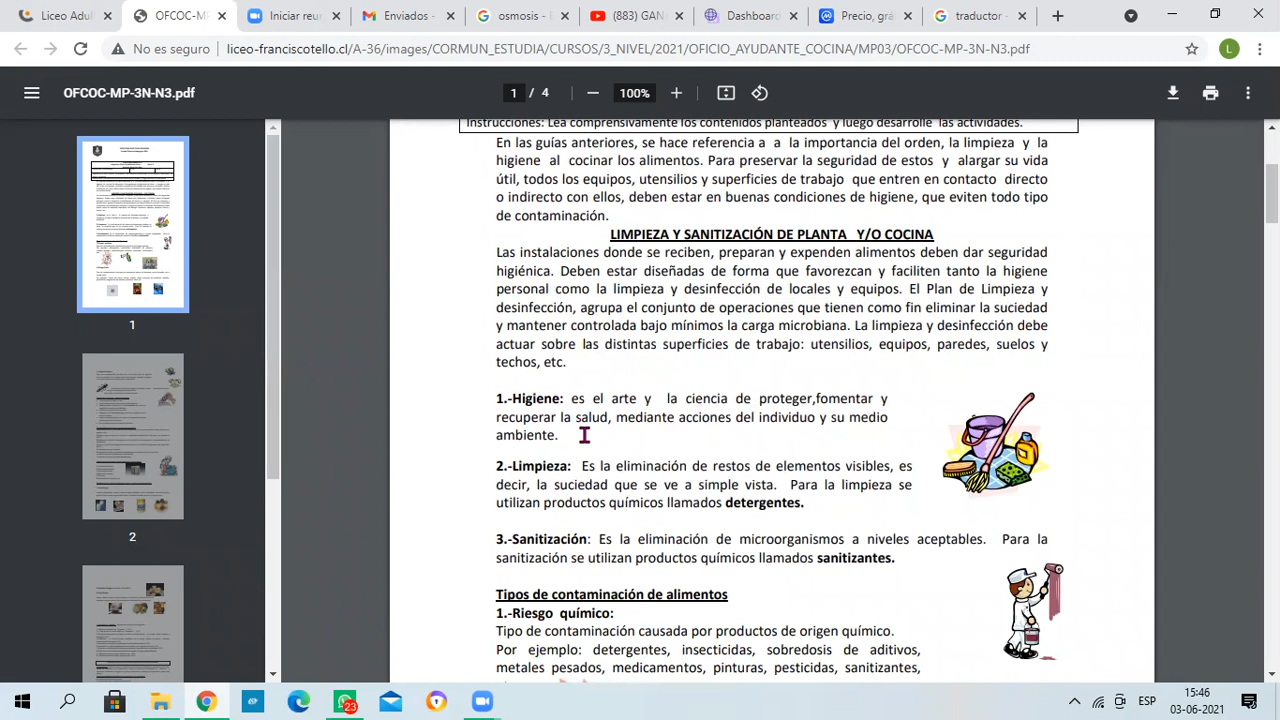 Liceo Adul
OFCOC-MP
Iniciar reu
Enviados -
osmosis - B
(883) GAN
Dashboard
Precio, grá
traductor -
No es seguro
liceo-franciscotello.cl/A-36/images/CORMUN_ESTUDIA/CURSOS/3_NIVEL/2021/OFICIO_AYUDANTE_COCINA/MP03/OFCOC-MP-3N-N3.pdf
L
OFCOC-MP-3N-N3.pdf
1 / 4
100%
Instrucciones: Lea comprensivamente los contenidos planteados y luego desarrolle las actividades.
En las guías anteriores, se hace referencia a a la importancia del orden, la limpieza y la
higiene al cocinar los alimentos. Para preservar la seguridad de estos y alargar su vida
útil, todos los equipos, utensilios y superficies de trabajo, que entren en contacto directo
o indirecto con ellos, deben estar en buenas condiciones de higiene, que eviten todo tipo
de contaminación.
LIMPIEZA Y SANITIZACIÓN DE PLANTA Y/O COCINA
Las instalaciones donde se reciben, preparan y expenden alimentos deben dar seguridad
higiénica. Deben estar diseñadas de forma que permitan y faciliten tanto la higiene
personal como la limpieza y desinfección de locales y equipos. El Plan de Limpieza y
desinfección, agrupa el conjunto de operaciones que tienen como fin eliminar la suciedad
y mantener controlada bajo mínimos la carga microbiana. La limpieza y desinfección debe
actuar sobre las distintas superficies de trabajo: utensilios, equipos, paredes, suelos y
techos, etc.
1.-Higiene: es el arte y la ciencia de proteger,fomentar y
recuperar la salud, mediante acciones del individuo y su medio
ambiente.
2.-Limpieza: Es la eliminación de restos de elementos visibles, es
decir, la suciedad que se ve a simple vista. Para la limpieza se
utilizan productos químicos llamados detergentes.
3.-Sanitización: Es la eliminación de microorganismos a niveles aceptables. Para la
sanitización se utilizan productos químicos llamados sanitizantes.
Tipos de contaminación de alimentos
1.-Riesgo químico:
Tipo de contaminación causada por productos de origen químico.
Por ejemplo: detergentes, insecticidas, sobredosis de aditivos,
metales pesados, medicamentos, pinturas, pesticidas, sanitizantes,
1
2
23
ESP
15:46
03-06-2021